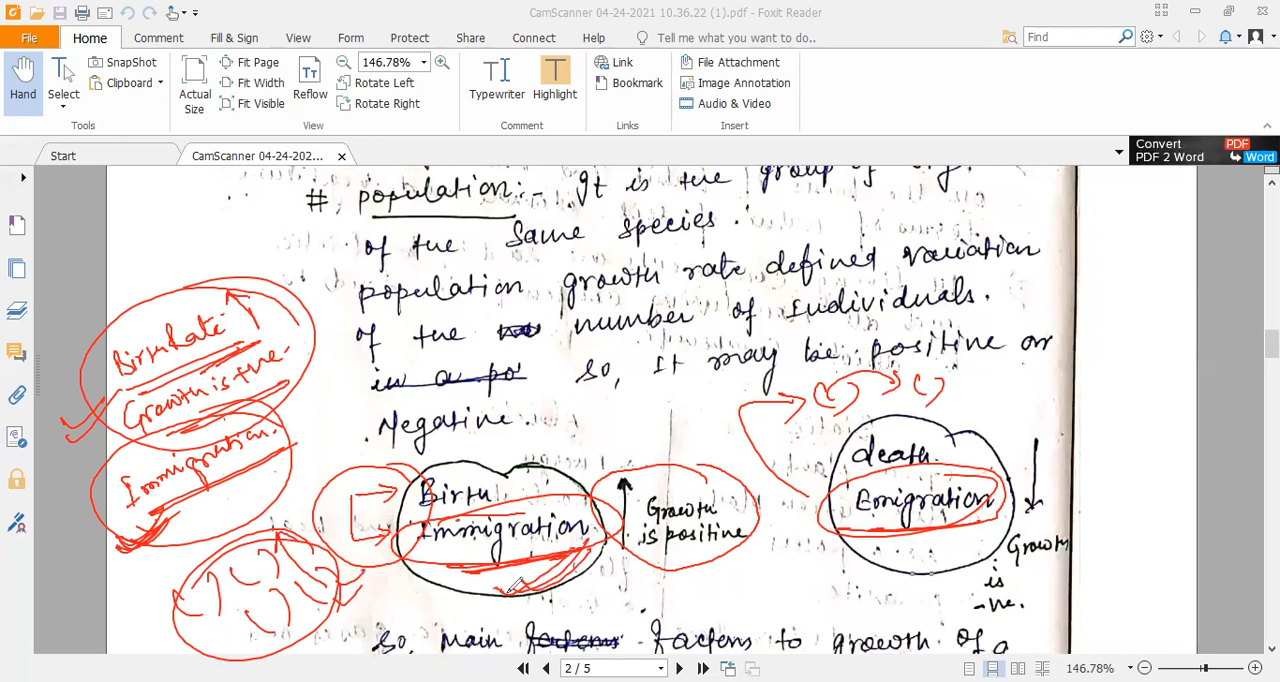 CamScanner 04-24-2021 10.36.22 (1).pdf - Foxit Reader
File Home Comment Fill & Sign View Form Protect Share Connect Help Tell me what you want to do.. Find
Hand
Select
SnapShot
Clipboard
Actual Size
Fit Page
Fit Width
Fit Visible
Reflow
146.78%
Rotate Left
Rotate Right
Typewriter
Highlight
Link
Bookmark
File Attachment
Image Annotation
Audio & Video
Tools View Comment Links Insert
Start CamScanner 04-24-202...
Convert PDF
PDF 2 Word Word
# population :- It is the group of
of the same species.
population growth rate defined variation
of the number of Individuals.
in a po so, It may be positive or
Negative.
Birth Rate
Growth is +ve.
Immigration.
Birth
Immigration.
Growth
is positive
death.
Emigration
Growth
is
-ve.
so, main factors to growth of a
2 / 5 146.78%